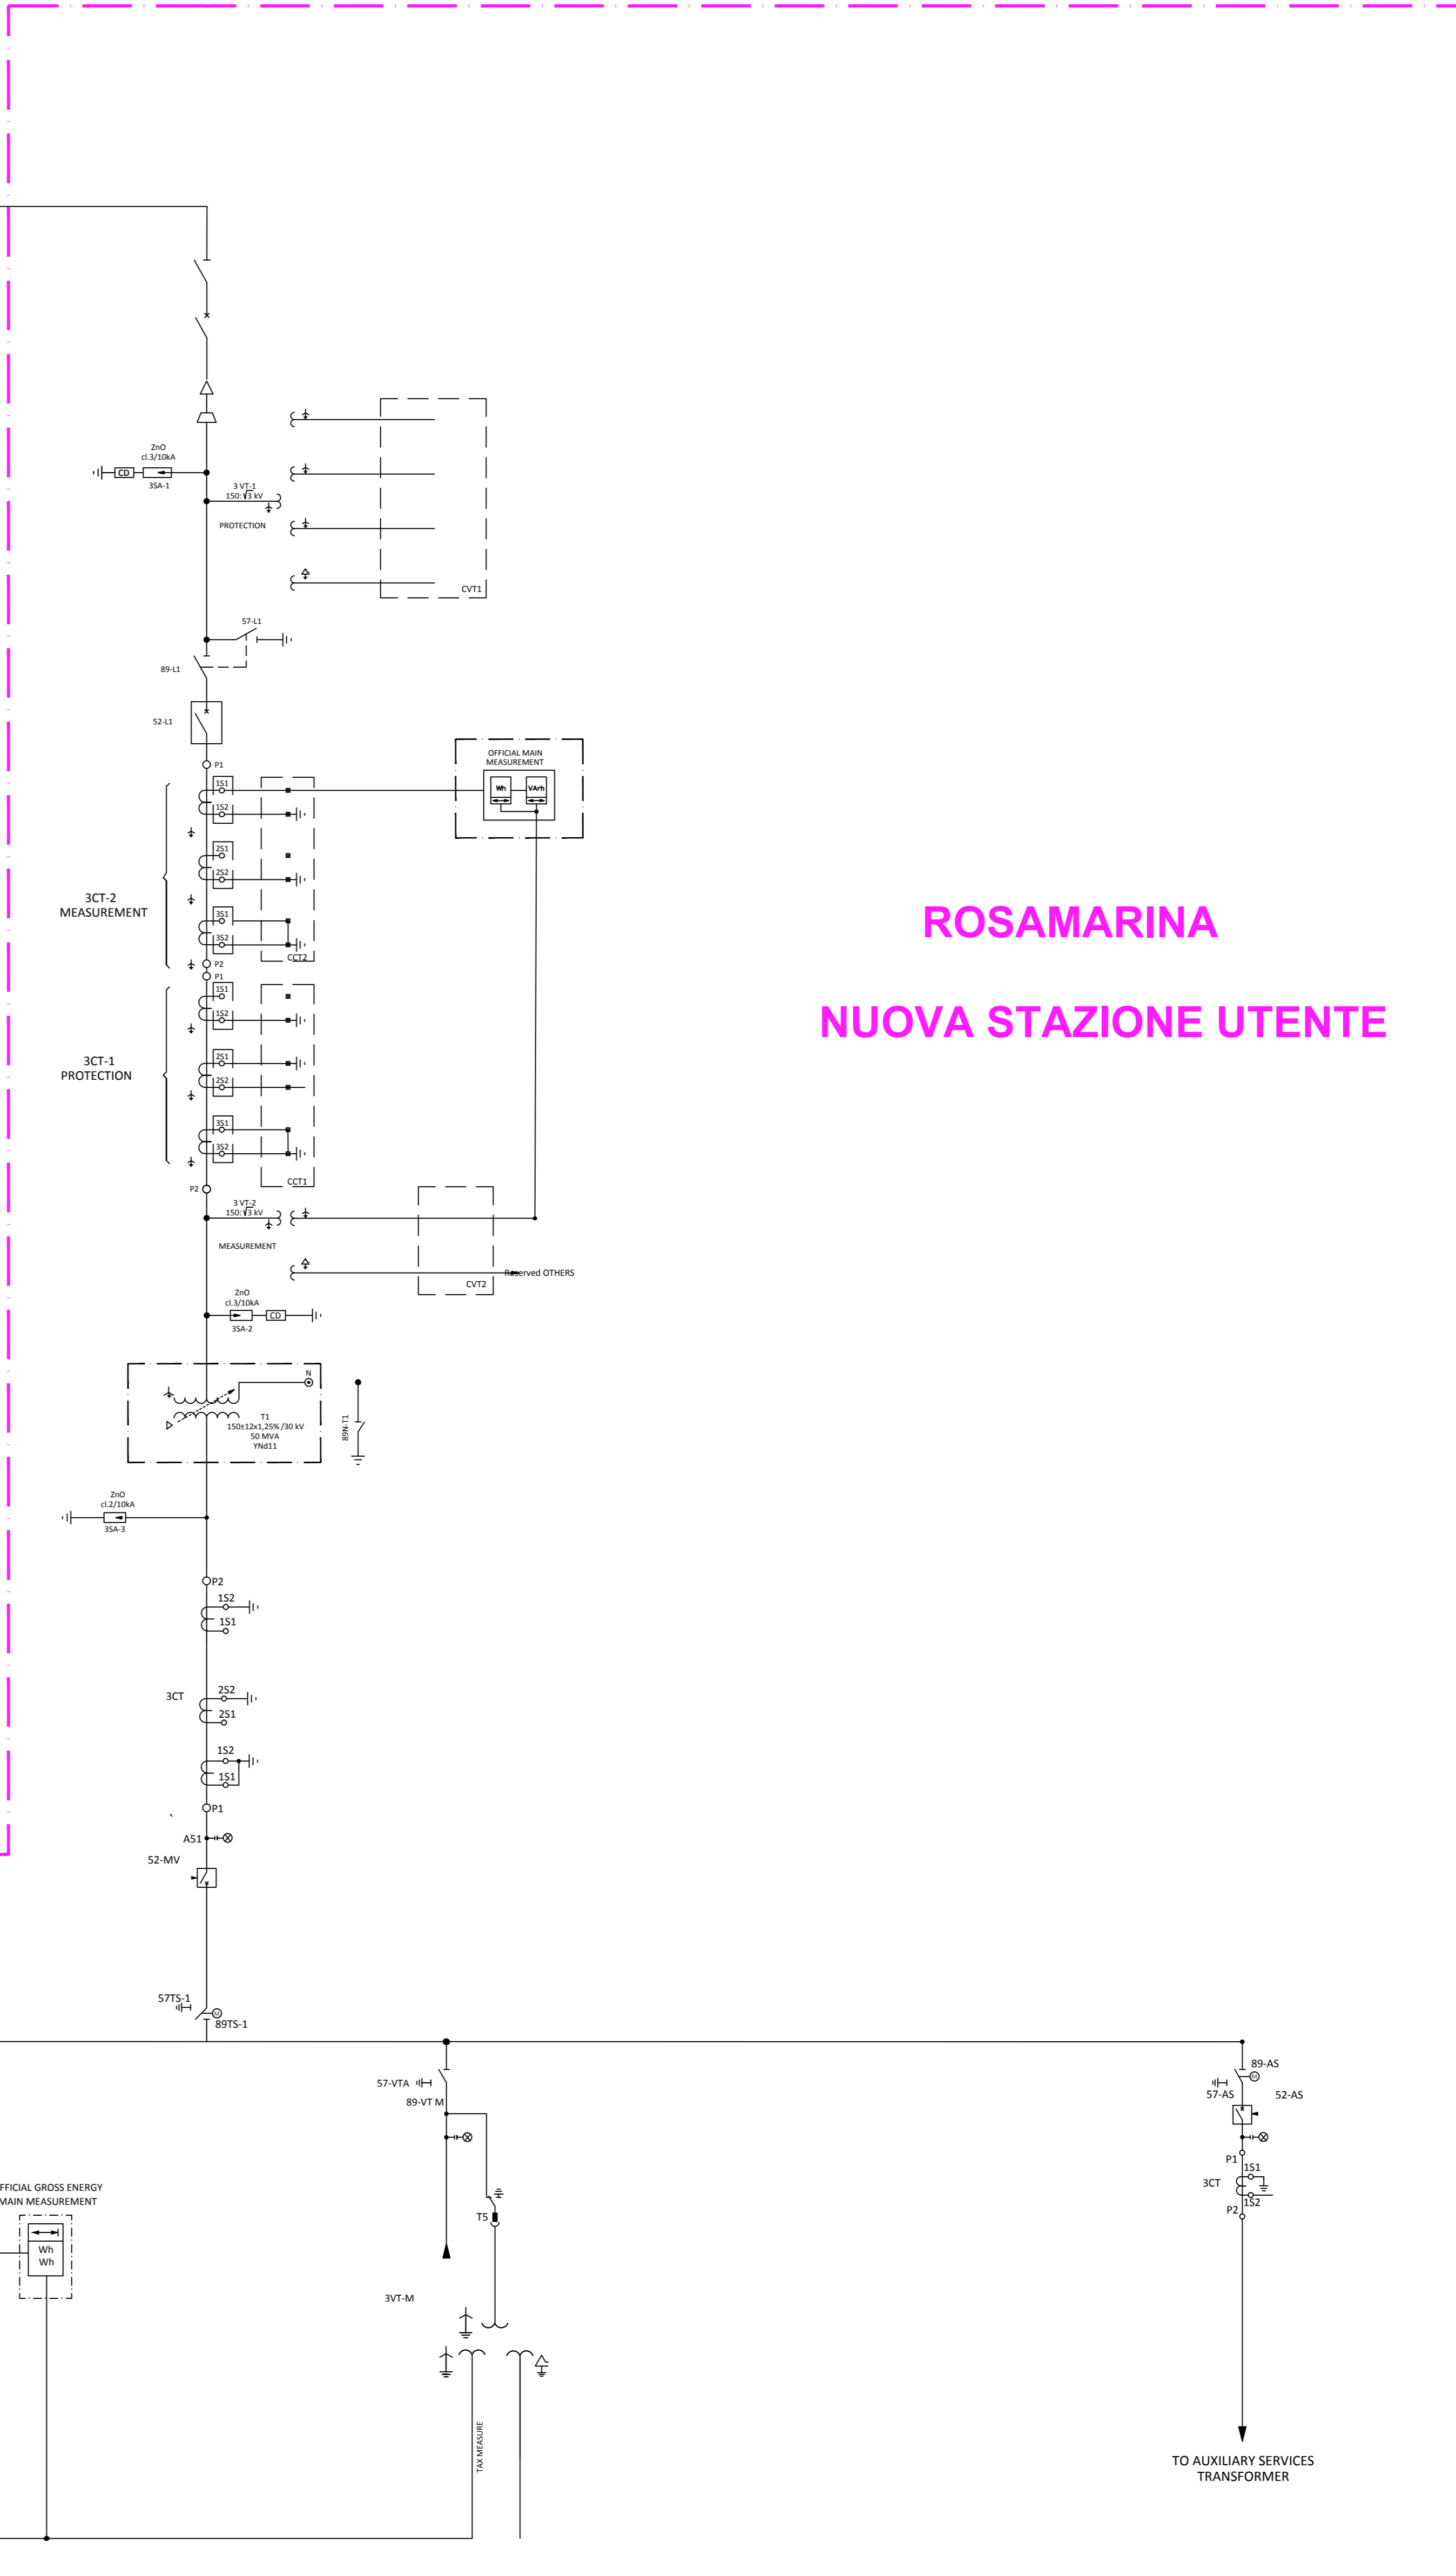 ZnO
cl.3/10kA
CD
3SA-1
3 VT-1
150:√3 kV
PROTECTION
CVT1
57-L1
89-L1
52-L1
P1
OFFICIAL MAIN
MEASUREMENT
Wh
VArh
1S1
1S2
2S1
2S2
3S1
3S2
3CT-2
MEASUREMENT
CCT2
P2
P1
ROSAMARINA
NUOVA STAZIONE UTENTE
1S1
1S2
2S1
2S2
3S1
3S2
3CT-1
PROTECTION
CCT1
P2
3 VT-2
150:√3 kV
MEASUREMENT
Reserved OTHERS
CVT2
ZnO
cl.3/10kA
CD
3SA-2
N
T1
150±12x1,25%/30 kV
50 MVA
YNd11
89N-T1
ZnO
cl.2/10kA
3SA-3
P2
1S2
1S1
3CT
2S2
2S1
1S2
1S1
P1
A51
52-MV
57TS-1
M
89TS-1
57-VTA
89-VT M
89-AS
M
57-AS
52-AS
P1
1S1
3CT
1S2
P2
FFICIAL GROSS ENERGY
MAIN MEASUREMENT
Wh
Wh
T5
3VT-M
TAX MEASURE
TO AUXILIARY SERVICES
TRANSFORMER